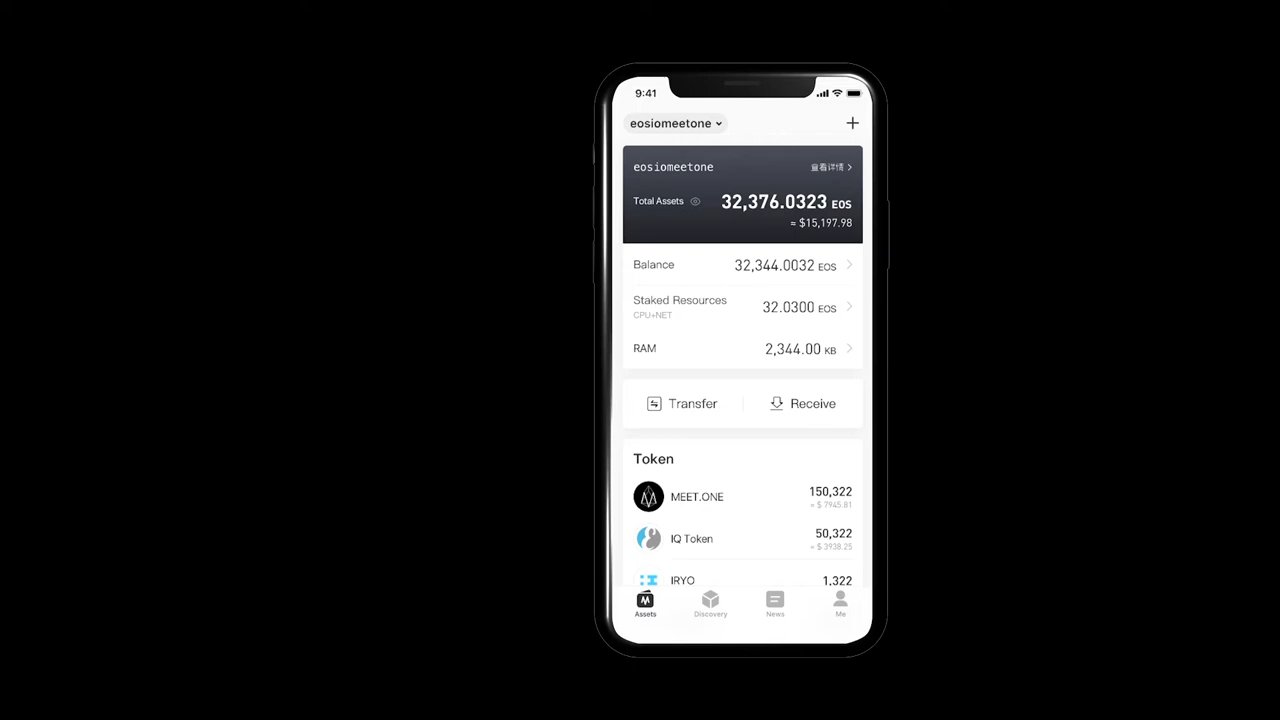 9:41
eosiomeetone
eosiomeetone 查看详情
Total Assets 32,376.0323 EOS
≈ $15,197.98
Balance 32,344.0032 EOS
Staked Resources 32.0300 EOS
CPU+NET
RAM 2,344.00 KB
Transfer Receive
Token
MEET.ONE 150,322
≈ $ 7945.81
IQ Token 50,322
≈ $ 3938.25
IRYO 1,322
Assets Discovery News Me